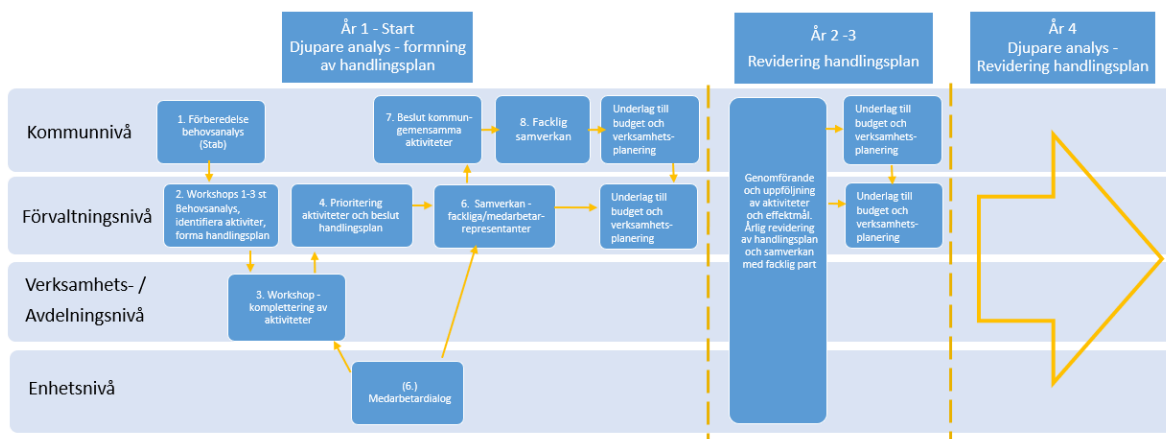 År 1 - Start
Djupare analys - formning
av handlingsplan
År 2 -3
Revidering handlingsplan
År 4
Djupare analys -
Revidering handlingsplan
Kommunnivå
1. Förberedelse
behovsanalys
(Stab)
7. Beslut kommun-
gemensamma
aktiviteter
8. Facklig
samverkan
Underlag till
budget och
verksamhets-
planering
Underlag till
budget och
verksamhets-
planering
Förvaltningsnivå
2. Workshops 1-3 st
Behovsanalys,
identifiera aktiviter,
forma handlingsplan
4. Prioritering
aktiviteter och beslut
handlingsplan
6. Samverkan -
fackliga/medarbetar-
representanter
Underlag till
budget och
verksamhets-
planering
Genomförande
och uppföljning
av aktiviteter
och effektmål.
Årlig revidering
av handlingsplan
och samverkan
med facklig part
Underlag till
budget och
verksamhets-
planering
Verksamhets- /
Avdelningsnivå
3. Workshop -
komplettering av
aktiviteter
Enhetsnivå
(6.)
Medarbetardialog